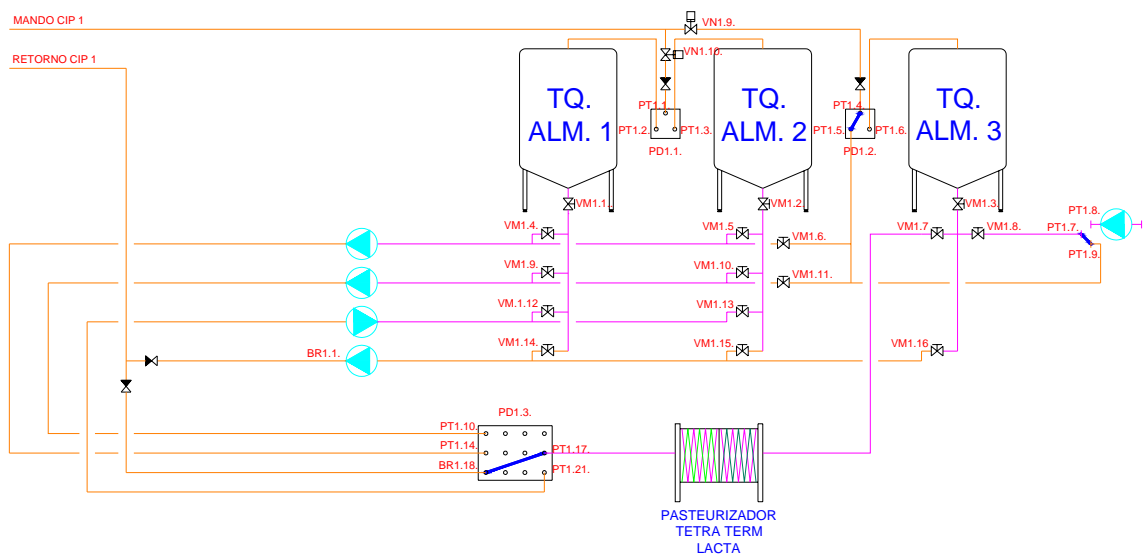 MANDO CIP 1
VN1.9.
RETORNO CIP 1
VN1.10.
TQ.
ALM. 1
TQ.
ALM. 2
TQ.
ALM. 3
PT1.1.
PT1.2.
PT1.3.
PD1.1.
PT1.4.
PT1.5.
PT1.6.
PD1.2.
VM1.1.
VM1.2.
VM1.3.
VM1.4.
VM1.5
VM1.6.
VM1.7
VM1.8.
PT1.8.
PT1.7.
PT1.9.
VM1.9.
VM1.10.
VM1.11.
VM.1.12
VM1.13
VM1.14.
VM1.15.
VM1.16
BR1.1.
PD1.3.
PT1.10.
PT1.14.
PT1.17.
BR1.18.
PT1.21.
PASTEURIZADOR
TETRA TERM
LACTA